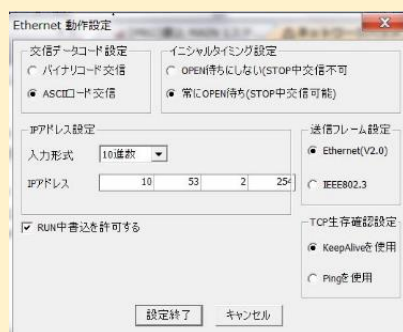 Ethernet 動作設定
交信データコード設定
バイナリコード交信
ASCIIコード交信
イニシャルタイミング設定
OPEN待ちにしない(STOP中交信不可
常にOPEN待ち(STOP中交信可能)
IPアドレス設定
入力形式 10進数
IPアドレス 10 53 2 254
送信フレーム設定
Ethernet(V2.0)
IEEE802.3
RUN中書込を許可する
TCP生存確認設定
KeepAliveを使用
Pingを使用
設定終了 キャンセル